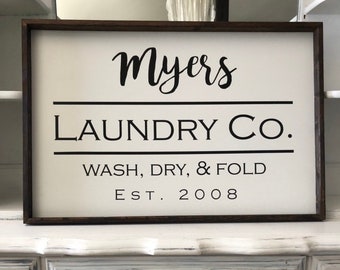 Myers
LAUNDRY CO.
WASH, DRY, & FOLD
EST. 2008